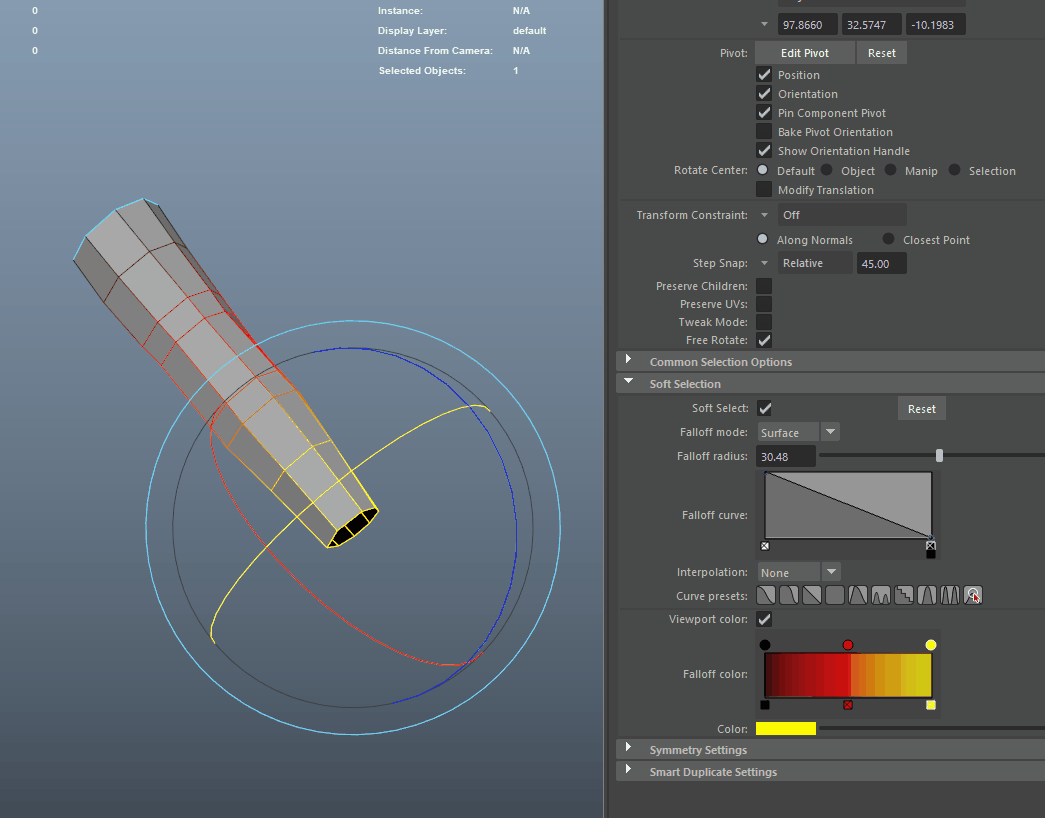 0 Instance: N/A
0 Display Layer: default
0 Distance From Camera: N/A
Selected Objects: 1
97.8660 32.5747 -10.1983
Pivot: Edit Pivot Reset
Position
Orientation
Pin Component Pivot
Bake Pivot Orientation
Show Orientation Handle
Rotate Center: Default Object Manip Selection
Modify Translation
Transform Constraint: Off
Along Normals Closest Point
Step Snap: Relative 45.00
Preserve Children:
Preserve UVs:
Tweak Mode:
Free Rotate:
Common Selection Options
Soft Selection
Soft Select: Reset
Falloff mode: Surface
Falloff radius: 30.48
Falloff curve:
Interpolation: None
Curve presets:
Viewport color:
Falloff color:
Color:
Symmetry Settings
Smart Duplicate Settings